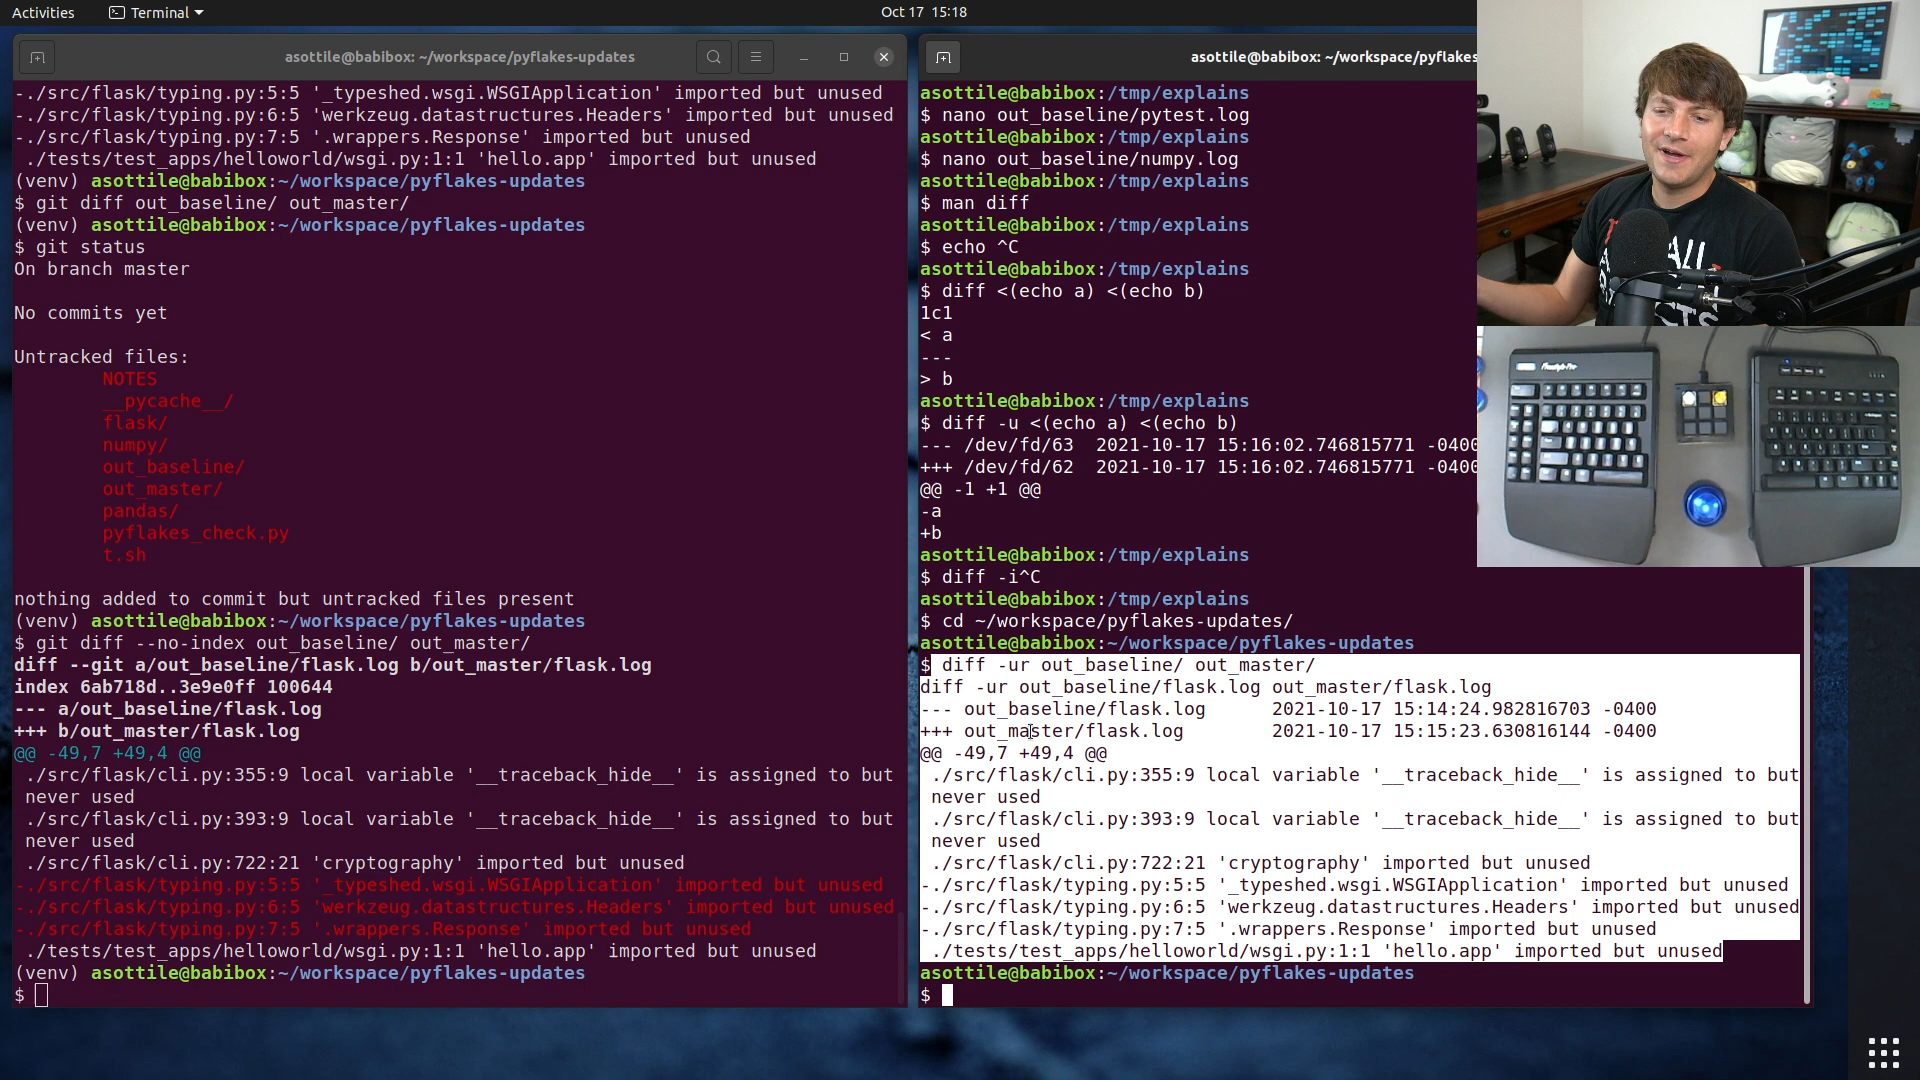 Activities
Terminal
Oct 17 15:18
asottile@babibox: ~/workspace/pyflakes-updates
-./src/flask/typing.py:5:5 '_typeshed.wsgi.WSGIApplication' imported but unused
-./src/flask/typing.py:6:5 'werkzeug.datastructures.Headers' imported but unused
-./src/flask/typing.py:7:5 '.wrappers.Response' imported but unused
./tests/test_apps/helloworld/wsgi.py:1:1 'hello.app' imported but unused
(venv) asottile@babibox:~/workspace/pyflakes-updates
$ git diff out_baseline/ out_master/
(venv) asottile@babibox:~/workspace/pyflakes-updates
$ git status
On branch master
No commits yet
Untracked files:
NOTES
__pycache__/
flask/
numpy/
out_baseline/
out_master/
pandas/
pyflakes_check.py
t.sh
nothing added to commit but untracked files present
(venv) asottile@babibox:~/workspace/pyflakes-updates
$ git diff --no-index out_baseline/ out_master/
diff --git a/out_baseline/flask.log b/out_master/flask.log
index 6ab718d..3e9e0ff 100644
--- a/out_baseline/flask.log
+++ b/out_master/flask.log
@@ -49,7 +49,4 @@
./src/flask/cli.py:355:9 local variable '__traceback_hide__' is assigned to but
never used
./src/flask/cli.py:393:9 local variable '__traceback_hide__' is assigned to but
never used
./src/flask/cli.py:722:21 'cryptography' imported but unused
-./src/flask/typing.py:5:5 '_typeshed.wsgi.WSGIApplication' imported but unused
-./src/flask/typing.py:6:5 'werkzeug.datastructures.Headers' imported but unused
-./src/flask/typing.py:7:5 '.wrappers.Response' imported but unused
./tests/test_apps/helloworld/wsgi.py:1:1 'hello.app' imported but unused
(venv) asottile@babibox:~/workspace/pyflakes-updates
$
asottile@babibox: ~/workspace/pyflakes
asottile@babibox:/tmp/explains
$ nano out_baseline/pytest.log
asottile@babibox:/tmp/explains
$ nano out_baseline/numpy.log
asottile@babibox:/tmp/explains
$ man diff
asottile@babibox:/tmp/explains
$ echo ^C
asottile@babibox:/tmp/explains
$ diff <(echo a) <(echo b)
1c1
< a
---
> b
asottile@babibox:/tmp/explains
$ diff -u <(echo a) <(echo b)
--- /dev/fd/63 2021-10-17 15:16:02.746815771 -0400
+++ /dev/fd/62 2021-10-17 15:16:02.746815771 -0400
@@ -1 +1 @@
-a
+b
asottile@babibox:/tmp/explains
$ diff -i^C
asottile@babibox:/tmp/explains
$ cd ~/workspace/pyflakes-updates/
asottile@babibox:~/workspace/pyflakes-updates
$ diff -ur out_baseline/ out_master/
diff -ur out_baseline/flask.log out_master/flask.log
--- out_baseline/flask.log 2021-10-17 15:14:24.982816703 -0400
+++ out_master/flask.log 2021-10-17 15:15:23.630816144 -0400
@@ -49,7 +49,4 @@
./src/flask/cli.py:355:9 local variable '__traceback_hide__' is assigned to but
never used
./src/flask/cli.py:393:9 local variable '__traceback_hide__' is assigned to but
never used
./src/flask/cli.py:722:21 'cryptography' imported but unused
-./src/flask/typing.py:5:5 '_typeshed.wsgi.WSGIApplication' imported but unused
-./src/flask/typing.py:6:5 'werkzeug.datastructures.Headers' imported but unused
-./src/flask/typing.py:7:5 '.wrappers.Response' imported but unused
./tests/test_apps/helloworld/wsgi.py:1:1 'hello.app' imported but unused
asottile@babibox:~/workspace/pyflakes-updates
$